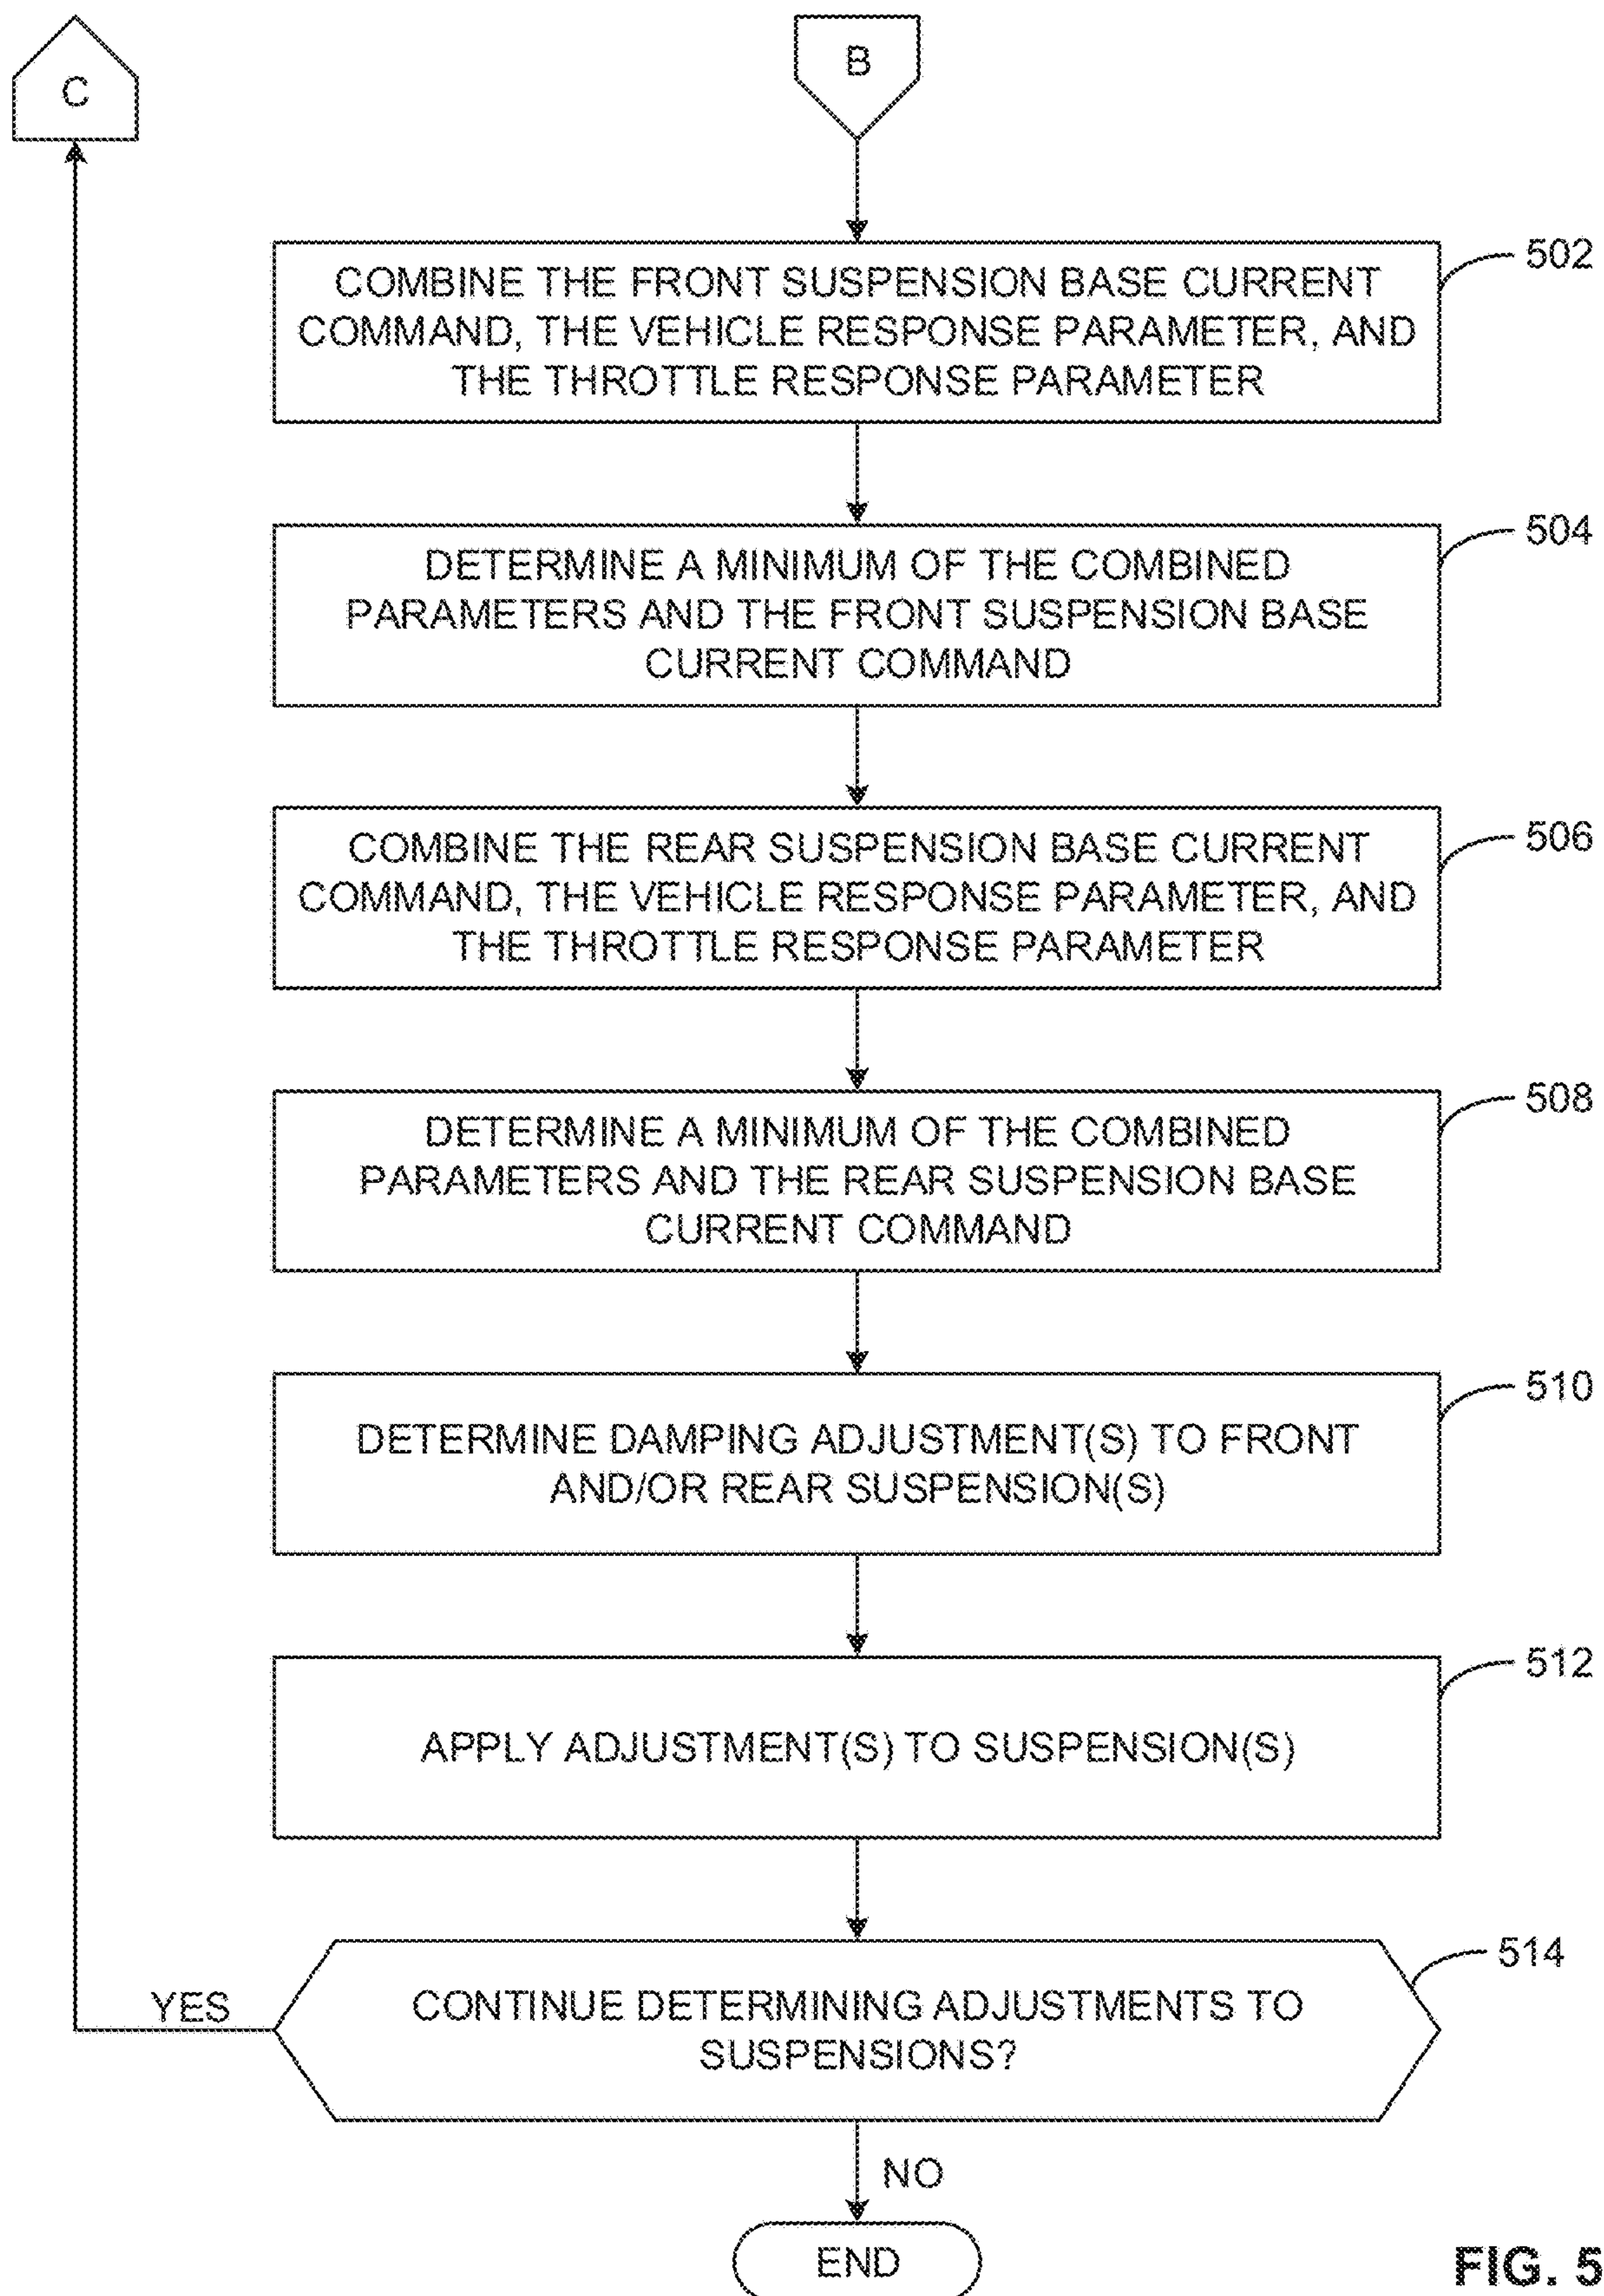 C
B
502
COMBINE THE FRONT SUSPENSION BASE CURRENT
COMMAND, THE VEHICLE RESPONSE PARAMETER, AND
THE THROTTLE RESPONSE PARAMETER
504
DETERMINE A MINIMUM OF THE COMBINED
PARAMETERS AND THE FRONT SUSPENSION BASE
CURRENT COMMAND
506
COMBINE THE REAR SUSPENSION BASE CURRENT
COMMAND, THE VEHICLE RESPONSE PARAMETER, AND
THE THROTTLE RESPONSE PARAMETER
508
DETERMINE A MINIMUM OF THE COMBINED
PARAMETERS AND THE REAR SUSPENSION BASE
CURRENT COMMAND
510
DETERMINE DAMPING ADJUSTMENT(S) TO FRONT
AND/OR REAR SUSPENSION(S)
512
APPLY ADJUSTMENT(S) TO SUSPENSION(S)
514
YES
CONTINUE DETERMINING ADJUSTMENTS TO
SUSPENSIONS?
NO
END
FIG. 5